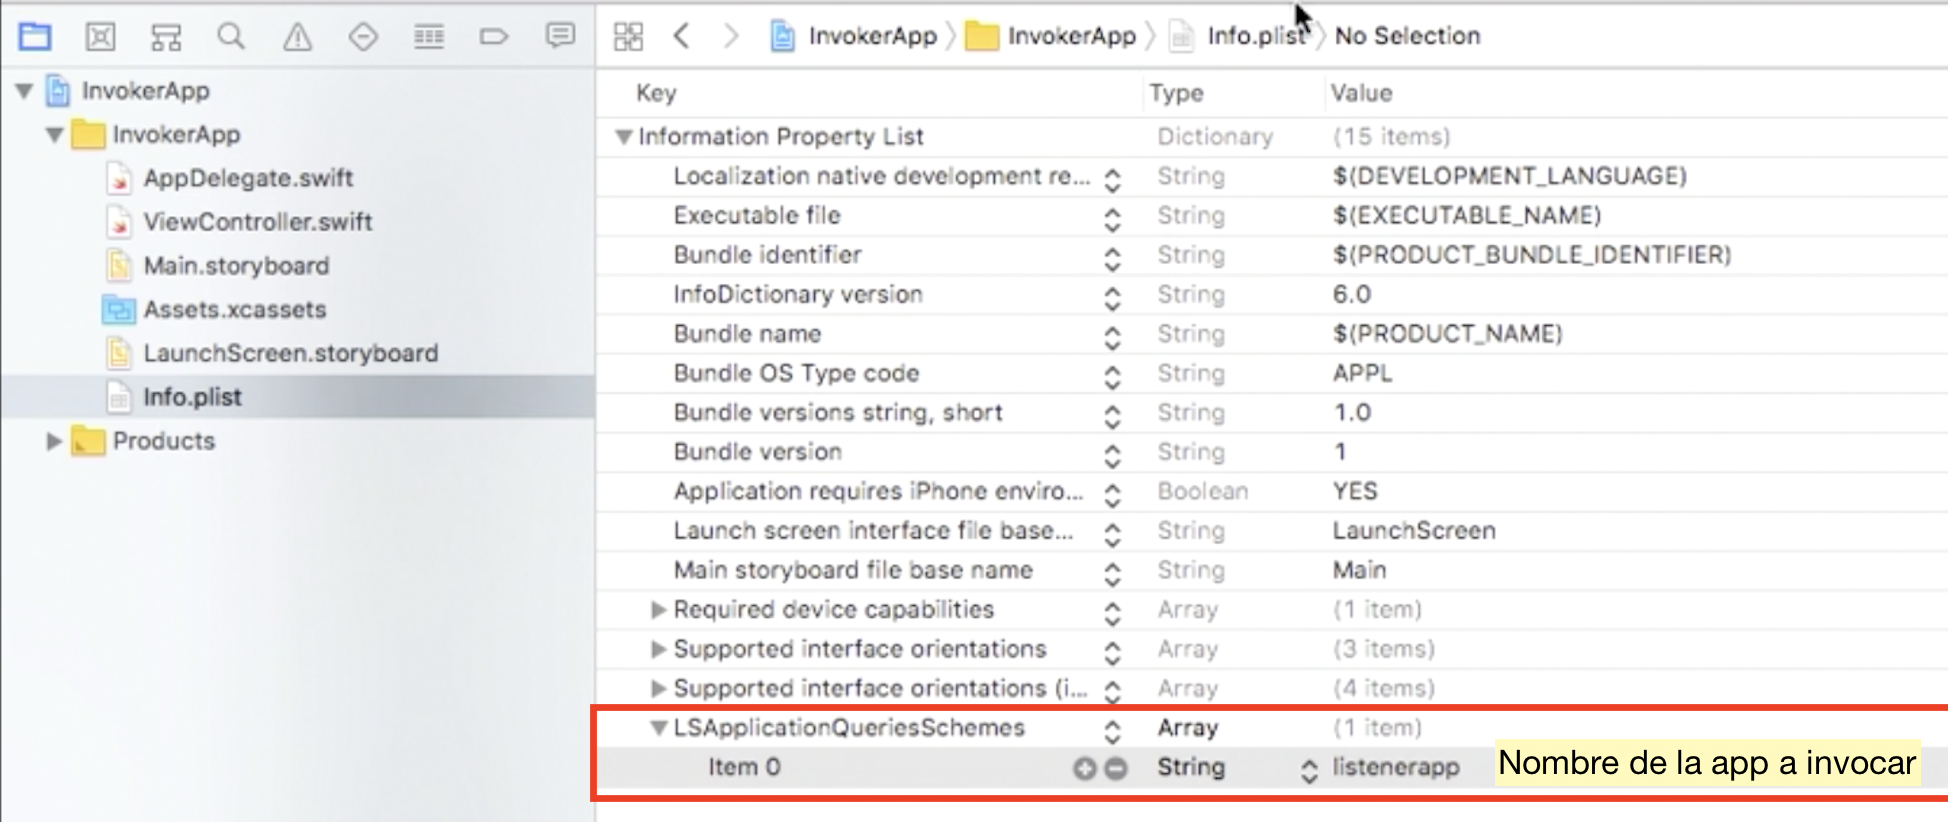 InvokerApp InvokerApp Info.plist No Selection
InvokerApp
InvokerApp
AppDelegate.swift
ViewController.swift
Main.storyboard
Assets.xcassets
LaunchScreen.storyboard
Info.plist
Products
Key Type Value
Information Property List Dictionary (15 items)
Localization native development re... String $(DEVELOPMENT_LANGUAGE)
Executable file String $(EXECUTABLE_NAME)
Bundle identifier String $(PRODUCT_BUNDLE_IDENTIFIER)
InfoDictionary version String 6.0
Bundle name String $(PRODUCT_NAME)
Bundle OS Type code String APPL
Bundle versions string, short String 1.0
Bundle version String 1
Application requires iPhone enviro... Boolean YES
Launch screen interface file base... String LaunchScreen
Main storyboard file base name String Main
Required device capabilities Array (1 item)
Supported interface orientations Array (3 items)
Supported interface orientations (i... Array (4 items)
LSApplicationQueriesSchemes Array (1 item)
Item 0 String listenerapp Nombre de la app a invocar